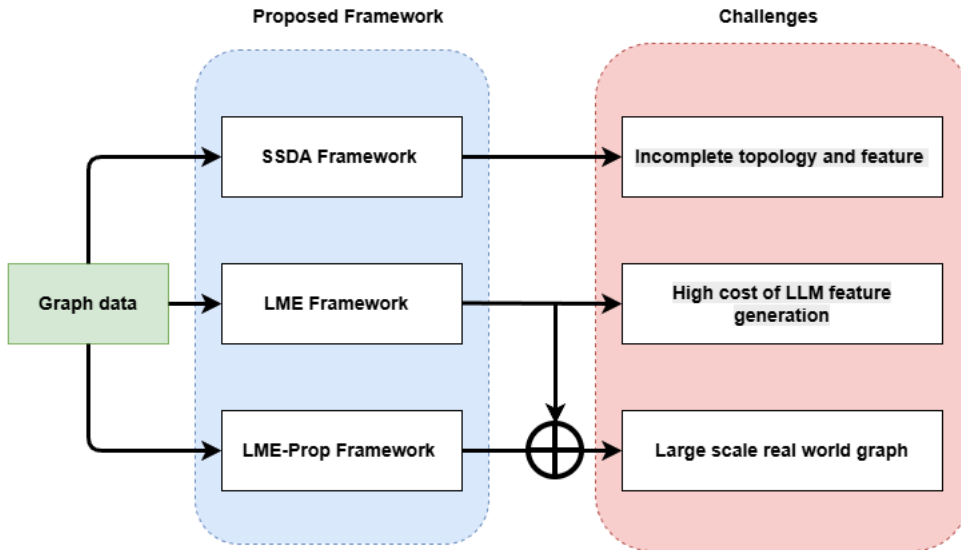 Proposed Framework
Challenges
SSDA Framework
Incomplete topology and feature
Graph data
LME Framework
High cost of LLM feature
generation
LME-Prop Framework
Large scale real world graph